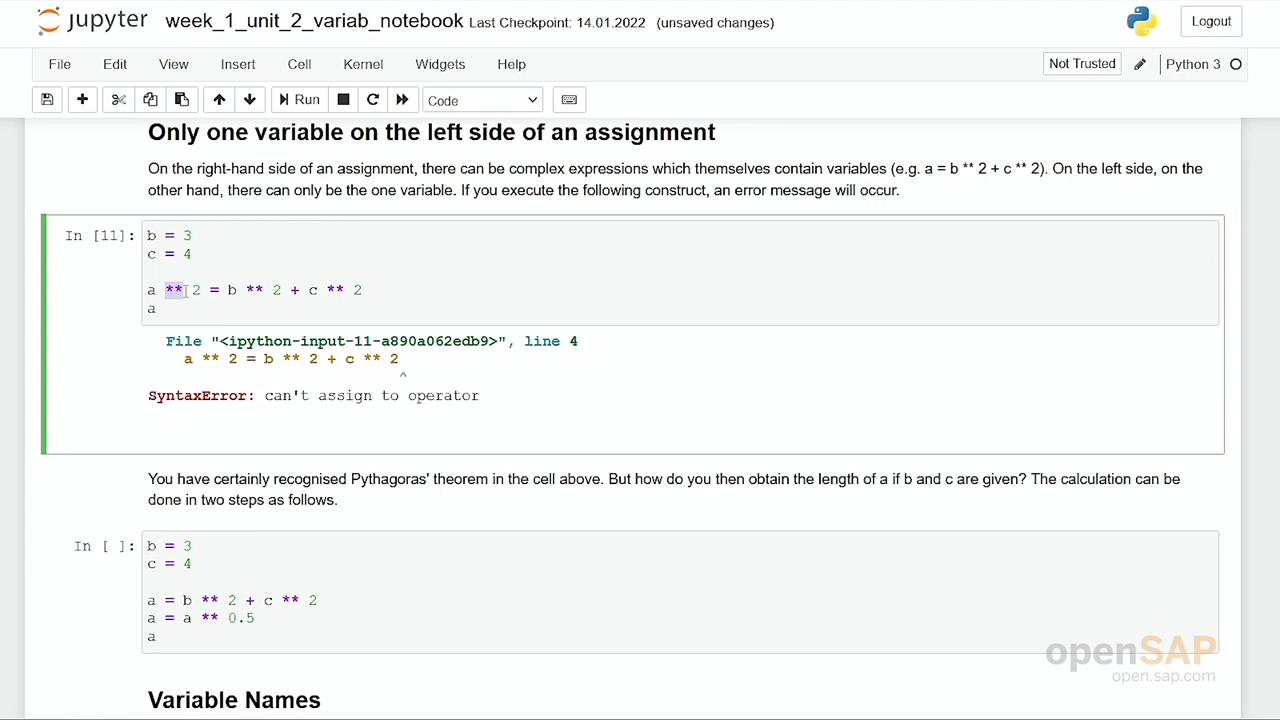 jupyter week_1_unit_2_variab_notebook Last Checkpoint: 14.01.2022 (unsaved changes) Logout
File Edit View Insert Cell Kernel Widgets Help Not Trusted Python 3
Run Code
Only one variable on the left side of an assignment
On the right-hand side of an assignment, there can be complex expressions which themselves contain variables (e.g. a = b ** 2 + c ** 2). On the left side, on the
other hand, there can only be the one variable. If you execute the following construct, an error message will occur.
In [11]: b = 3
c = 4
a ** 2 = b ** 2 + c ** 2
a
File "<ipython-input-11-a890a062edb9>", line 4
a ** 2 = b ** 2 + c ** 2
^
SyntaxError: can't assign to operator
You have certainly recognised Pythagoras' theorem in the cell above. But how do you then obtain the length of a if b and c are given? The calculation can be
done in two steps as follows.
In [ ]: b = 3
c = 4
a = b ** 2 + c ** 2
a = a ** 0.5
a
openSAP
open.sap.com
Variable Names